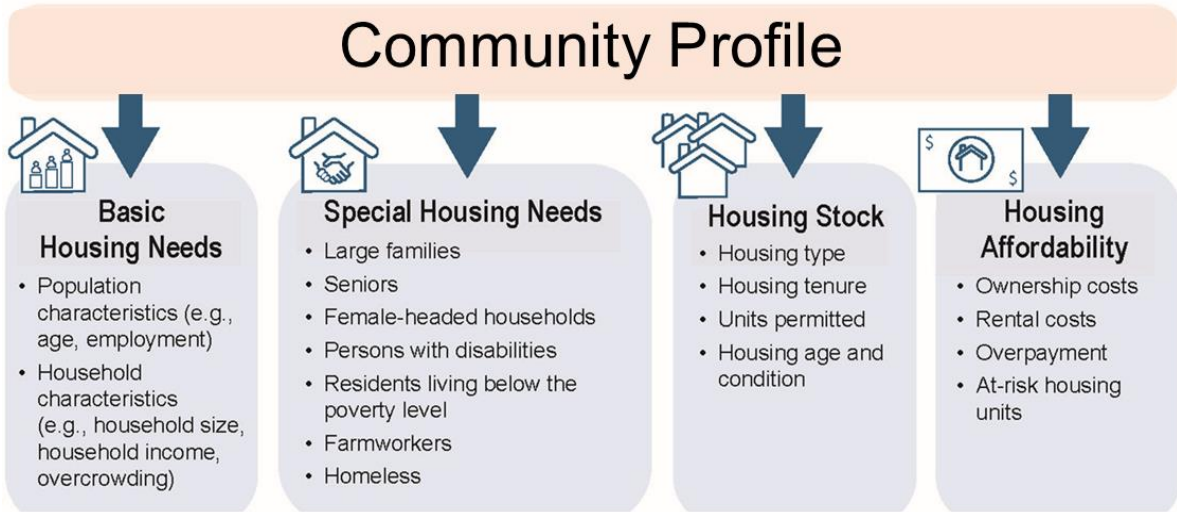 Community Profile
Basic
Housing Needs
• Population
characteristics (e.g.,
age, employment)
• Household
characteristics
(e.g., household size,
household income,
overcrowding)
Special Housing Needs
• Large families
• Seniors
• Female-headed households
• Persons with disabilities
• Residents living below the
poverty level
• Farmworkers
• Homeless
Housing Stock
• Housing type
• Housing tenure
• Units permitted
• Housing age and
condition
$
$
Housing
Affordability
• Ownership costs
• Rental costs
• Overpayment
• At-risk housing
units